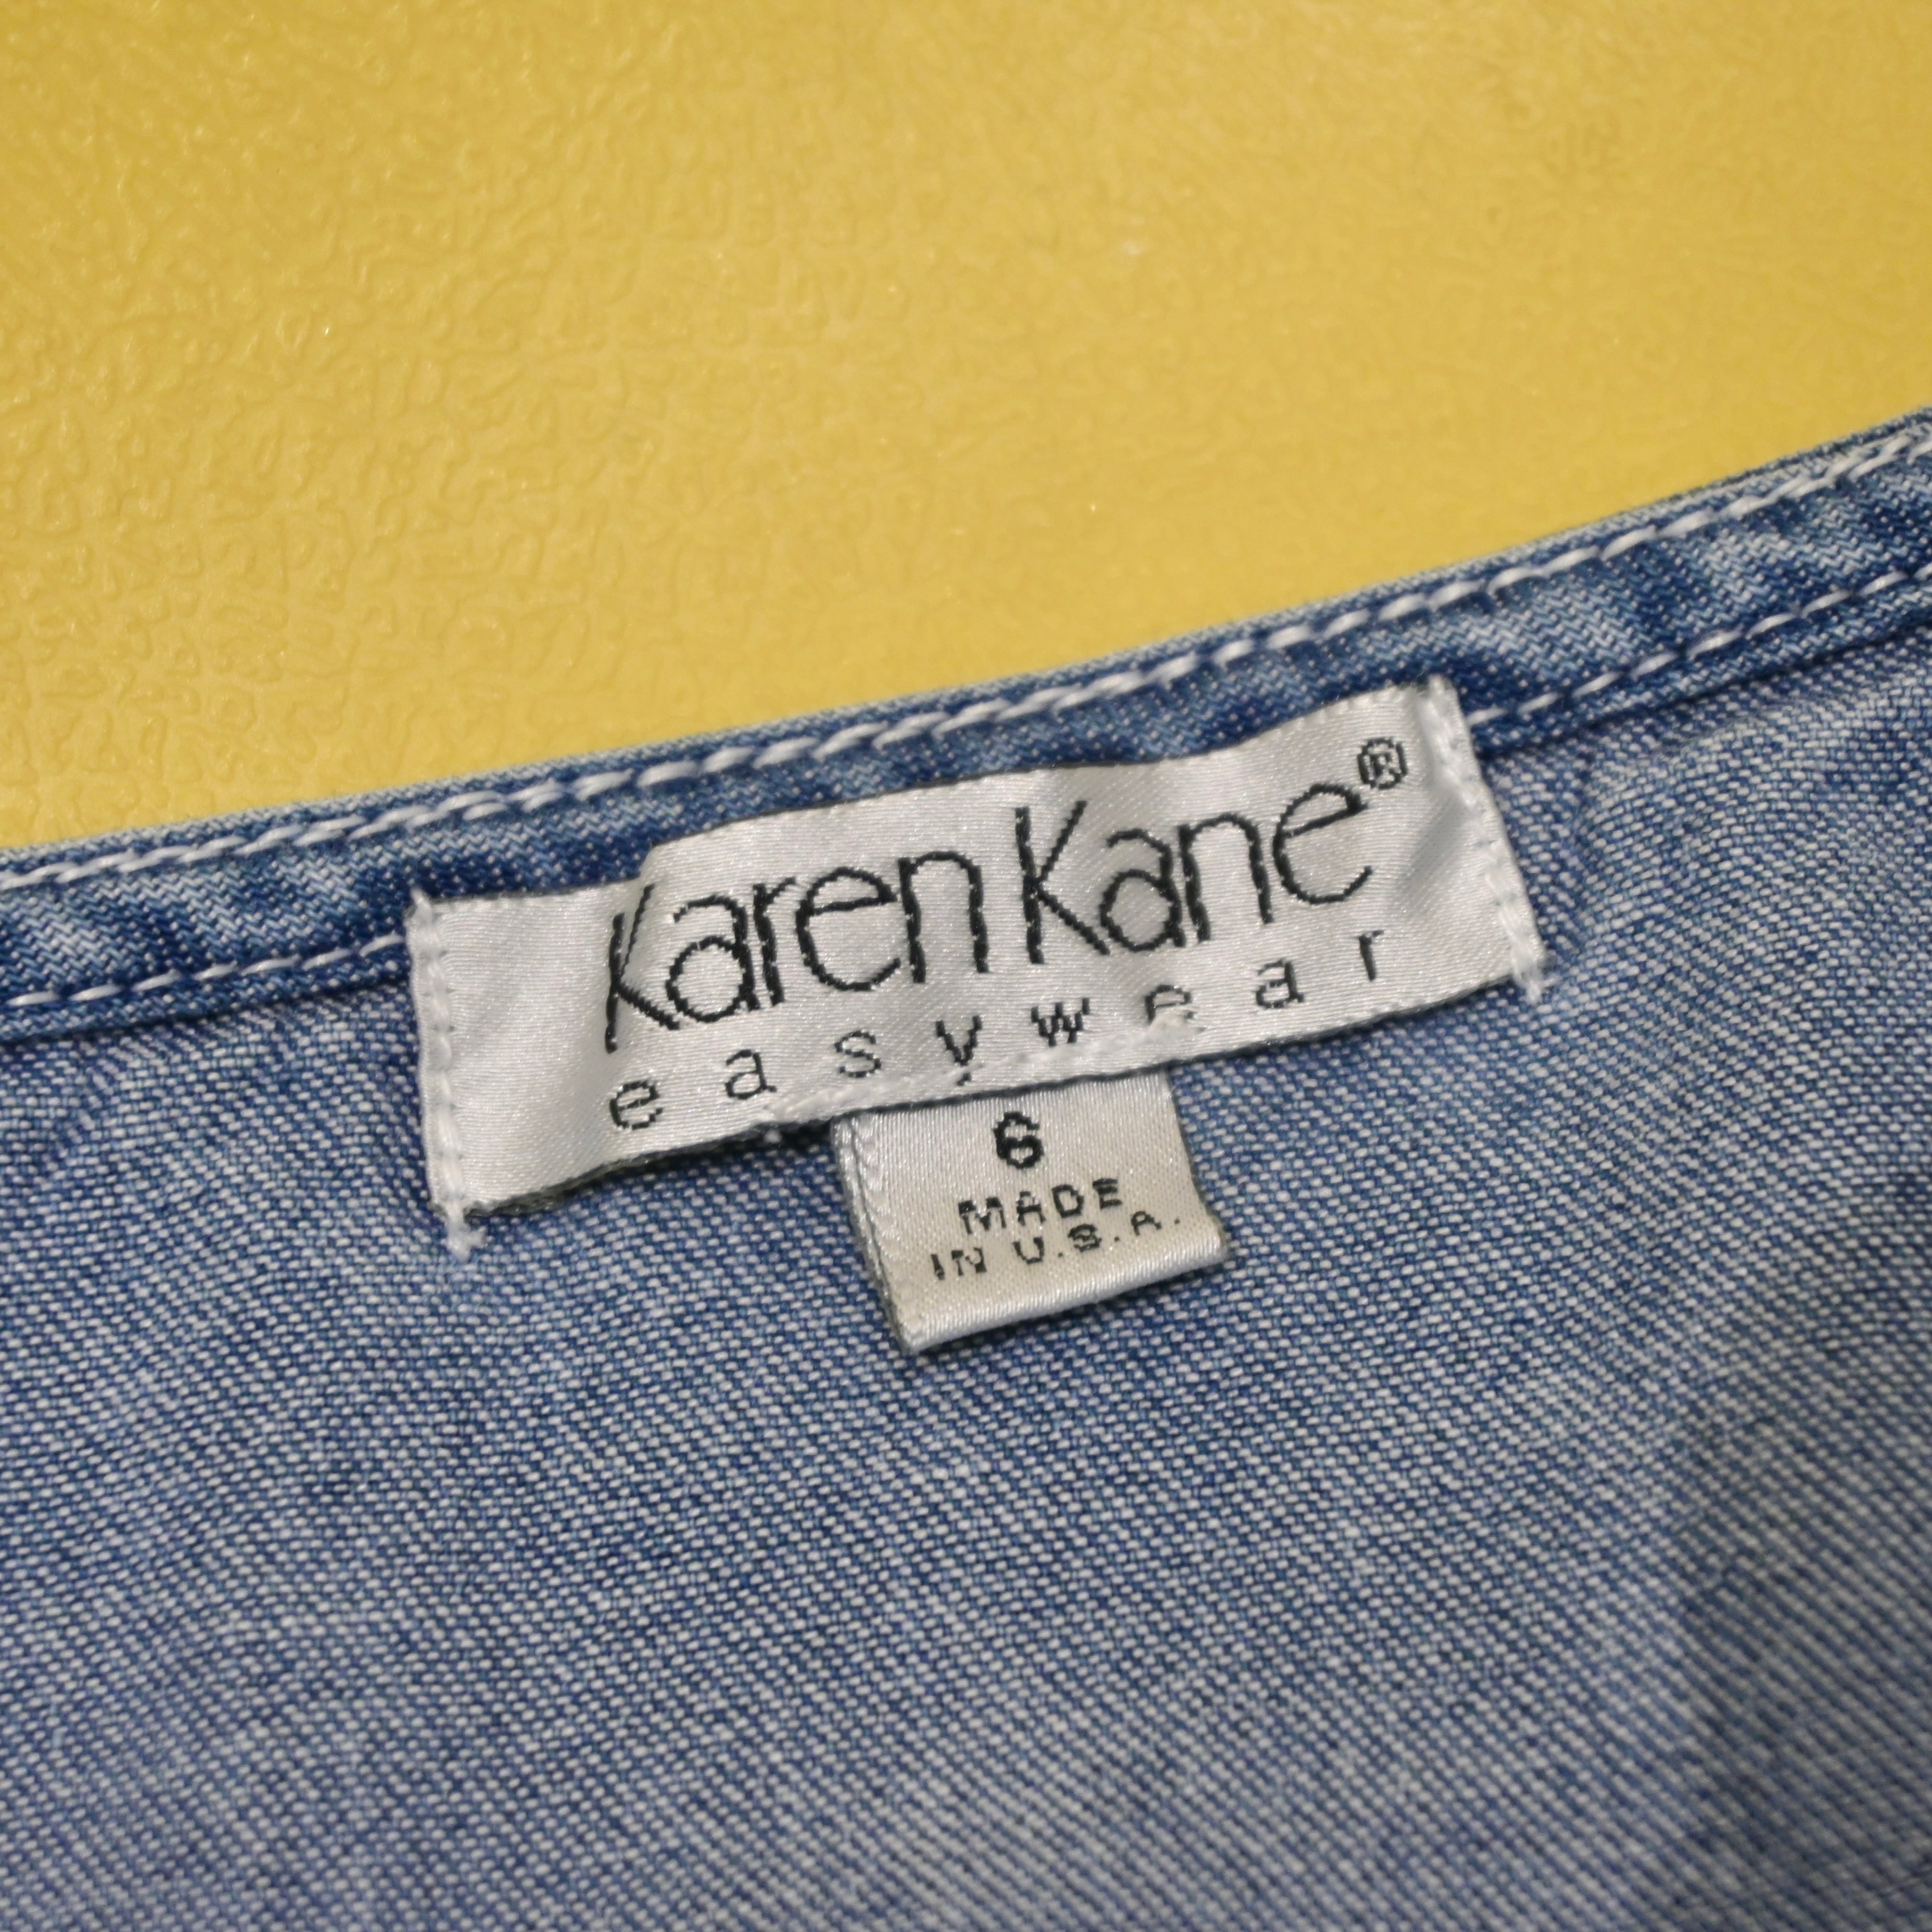 Karen Kane®
easywear
6
MADE
IN U.S.A.